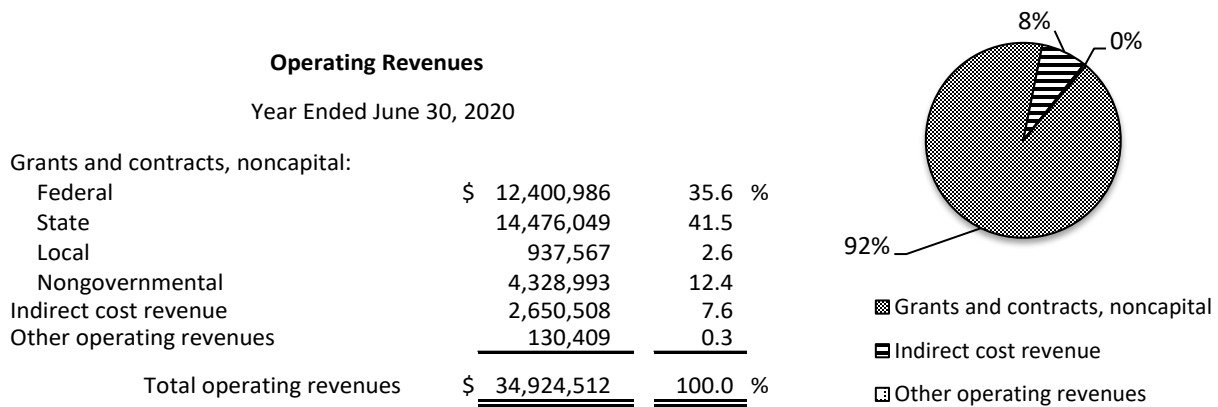 Operating Revenues
Year Ended June 30, 2020
Grants and contracts, noncapital:
Federal $ 12,400,986 35.6 %
State 14,476,049 41.5
Local 937,567 2.6
Nongovernmental 4,328,993 12.4
Indirect cost revenue 2,650,508 7.6
Other operating revenues 130,409 0.3
Total operating revenues $ 34,924,512 100.0 %
8%
0%
92%
Grants and contracts, noncapital
Indirect cost revenue
Other operating revenues